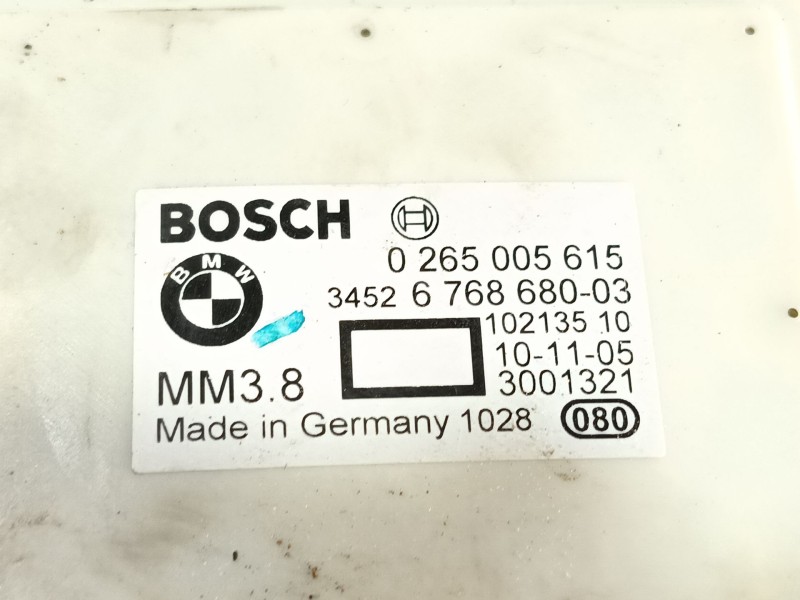 BOSCH
0 265 005 615
BMW
3452 6 768 680-03
102135 10
10-11-05
MM3.8
3001321
Made in Germany 1028
080